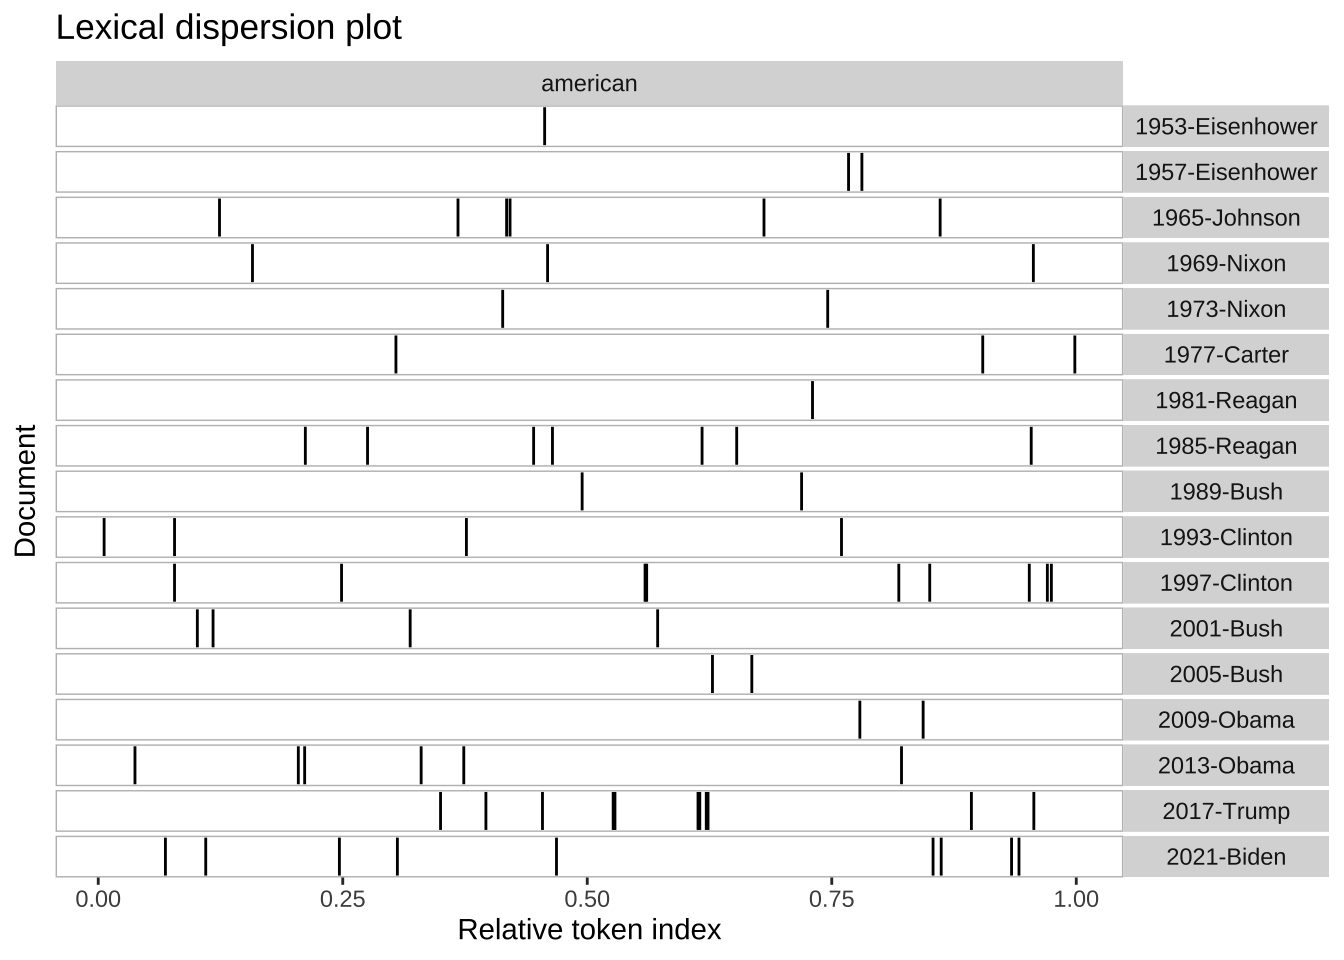 Lexical dispersion plot
american
1953-Eisenhower
1957-Eisenhower
1965-Johnson
1969-Nixon
1973-Nixon
1977-Carter
1981-Reagan
1985-Reagan
1989-Bush
1993-Clinton
1997-Clinton
2001-Bush
2005-Bush
2009-Obama
2013-Obama
2017-Trump
2021-Biden
Document
0.00 0.25 0.50 0.75 1.00
Relative token index